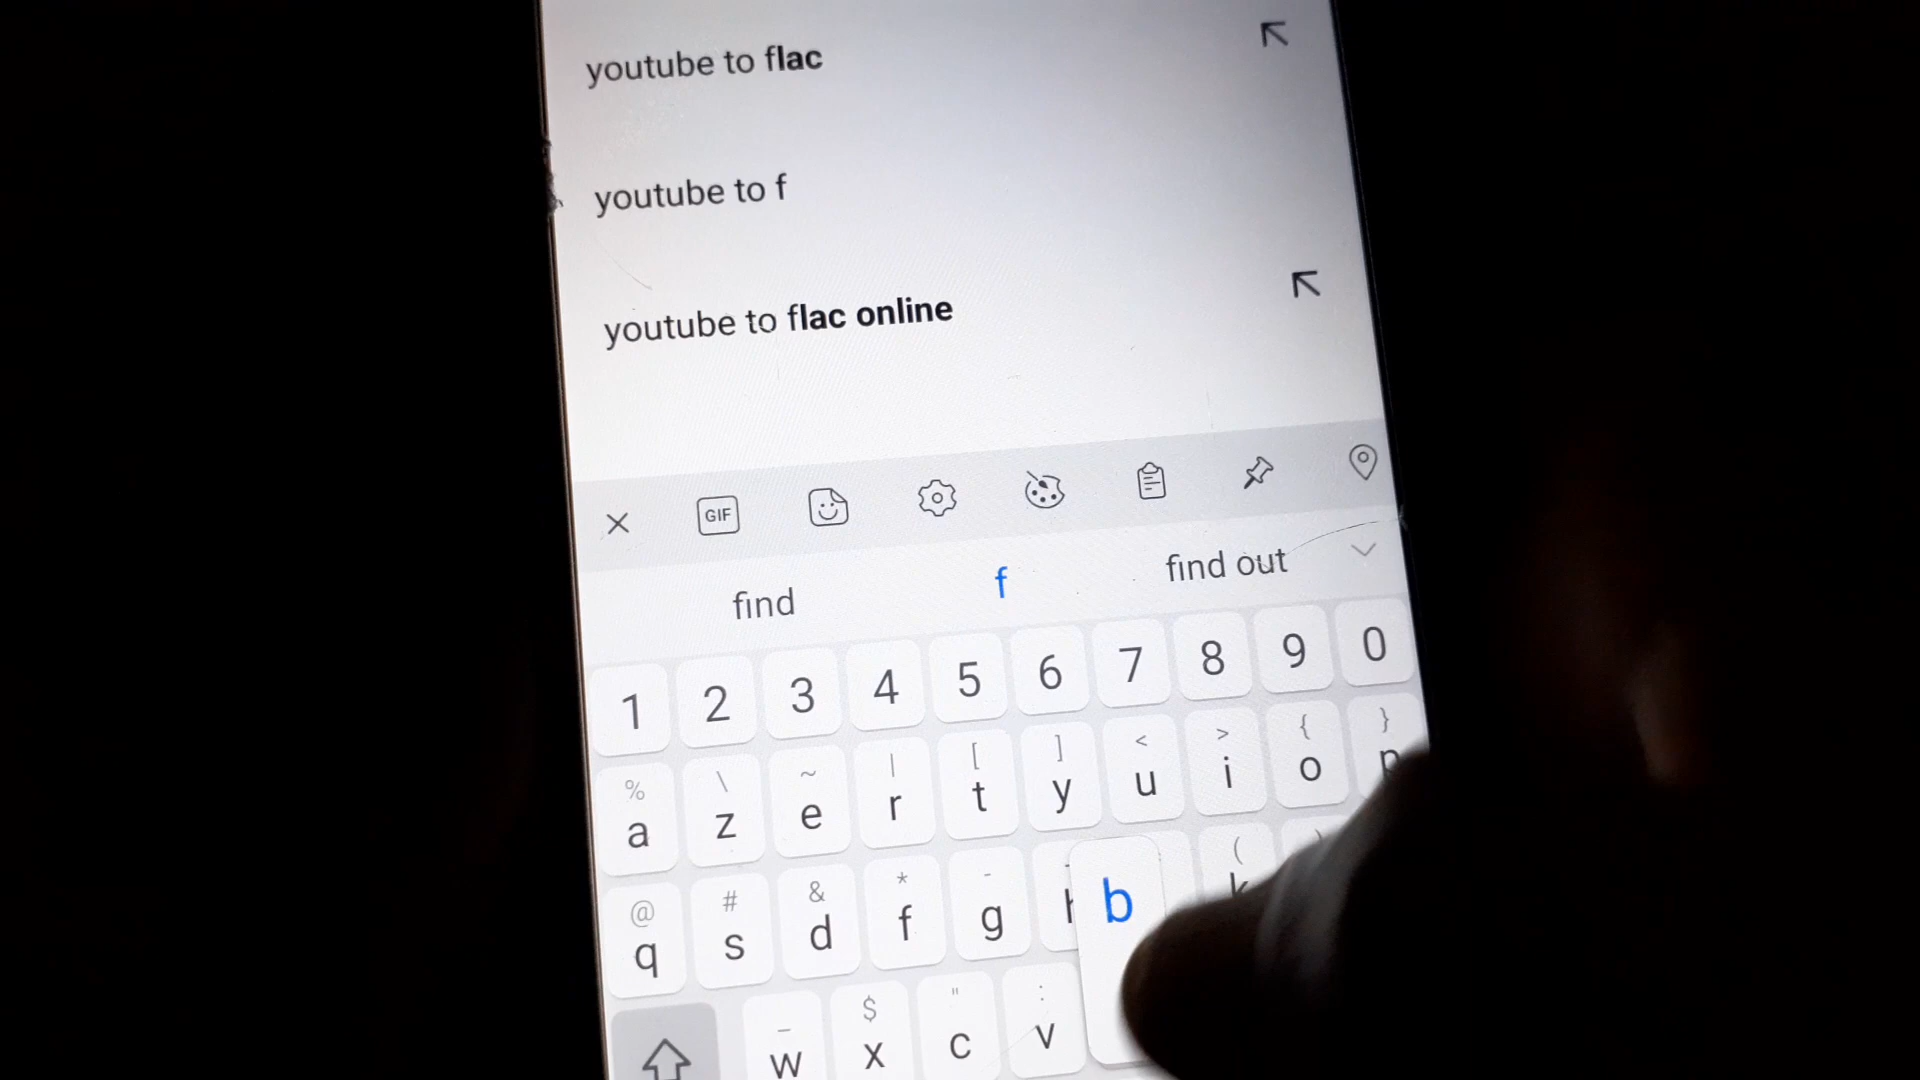 youtube to flac
youtube to f
youtube to flac online
GIF
find f find out
1 2 3 4 5 6 7 8 9 0
% \ ~ | [ ] < > { }
a z e r t y u i o p
@ # & * - (
q s d f g h b k
_ $ " :
w x c v